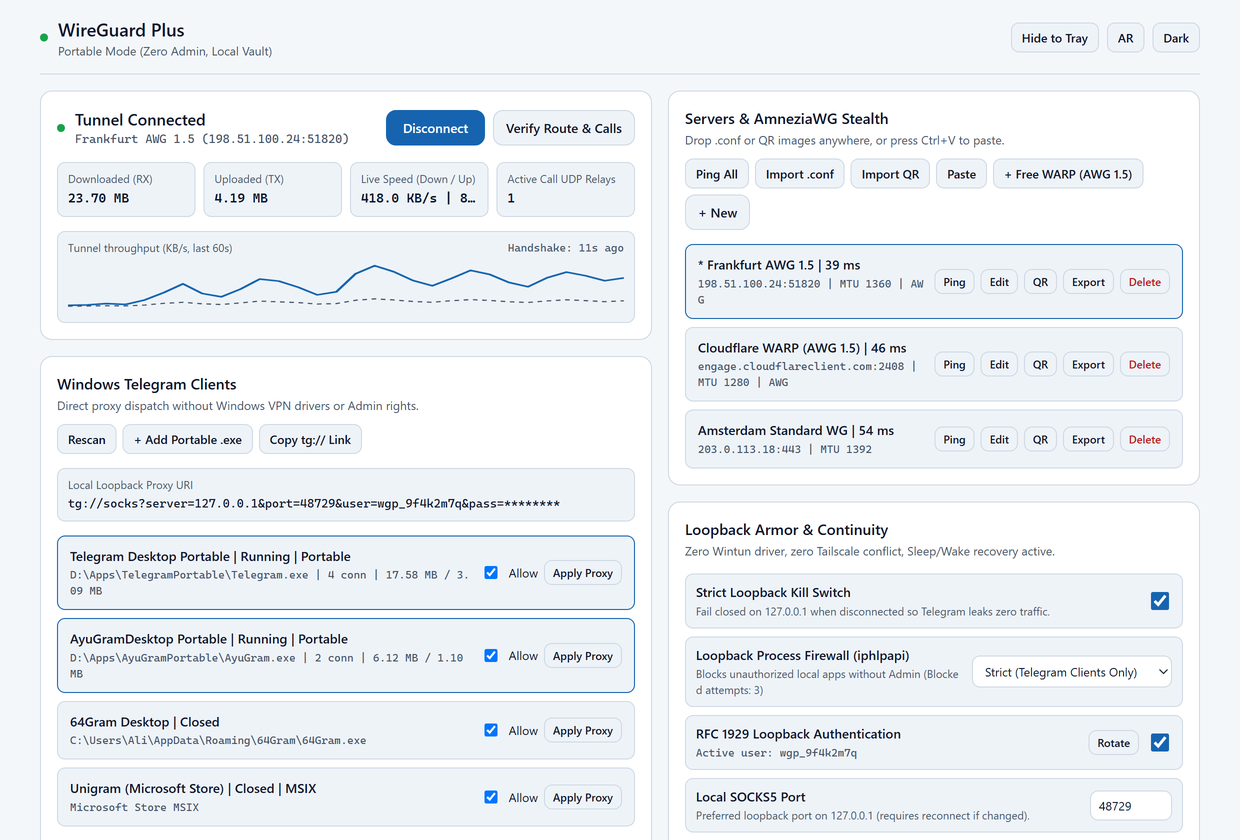 WireGuard Plus
Portable Mode (Zero Admin, Local Vault)
Hide to Tray
AR
Dark
Tunnel Connected
Frankfurt AWG 1.5 (198.51.100.24:51820)
Disconnect
Verify Route & Calls
Downloaded (RX)
23.70 MB
Uploaded (TX)
4.19 MB
Live Speed (Down / Up)
418.0 KB/s | 8…
Active Call UDP Relays
1
Tunnel throughput (KB/s, last 60s)
Handshake: 11s ago
Windows Telegram Clients
Direct proxy dispatch without Windows VPN drivers or Admin rights.
Rescan
+ Add Portable .exe
Copy tg:// Link
Local Loopback Proxy URI
tg://socks?server=127.0.0.1&port=48729&user=wgp_9f4k2m7q&pass=********
Telegram Desktop Portable | Running | Portable
D:\Apps\TelegramPortable\Telegram.exe | 4 conn | 17.58 MB / 3.
09 MB
Allow
Apply Proxy
AyuGramDesktop Portable | Running | Portable
D:\Apps\AyuGramPortable\AyuGram.exe | 2 conn | 6.12 MB / 1.10
MB
Allow
Apply Proxy
64Gram Desktop | Closed
C:\Users\Ali\AppData\Roaming\64Gram\64Gram.exe
Allow
Apply Proxy
Unigram (Microsoft Store) | Closed | MSIX
Microsoft Store MSIX
Allow
Apply Proxy
Servers & AmneziaWG Stealth
Drop .conf or QR images anywhere, or press Ctrl+V to paste.
Ping All
Import .conf
Import QR
Paste
+ Free WARP (AWG 1.5)
+ New
* Frankfurt AWG 1.5 | 39 ms
198.51.100.24:51820 | MTU 1360 | AW
G
Ping
Edit
QR
Export
Delete
Cloudflare WARP (AWG 1.5) | 46 ms
engage.cloudflareclient.com:2408 |
MTU 1280 | AWG
Ping
Edit
QR
Export
Delete
Amsterdam Standard WG | 54 ms
203.0.113.18:443 | MTU 1392
Ping
Edit
QR
Export
Delete
Loopback Armor & Continuity
Zero Wintun driver, zero Tailscale conflict, Sleep/Wake recovery active.
Strict Loopback Kill Switch
Fail closed on 127.0.0.1 when disconnected so Telegram leaks zero traffic.
Loopback Process Firewall (iphlpapi)
Blocks unauthorized local apps without Admin (Blocke
d attempts: 3)
Strict (Telegram Clients Only)
RFC 1929 Loopback Authentication
Active user: wgp_9f4k2m7q
Rotate
Local SOCKS5 Port
Preferred loopback port on 127.0.0.1 (requires reconnect if changed).
48729